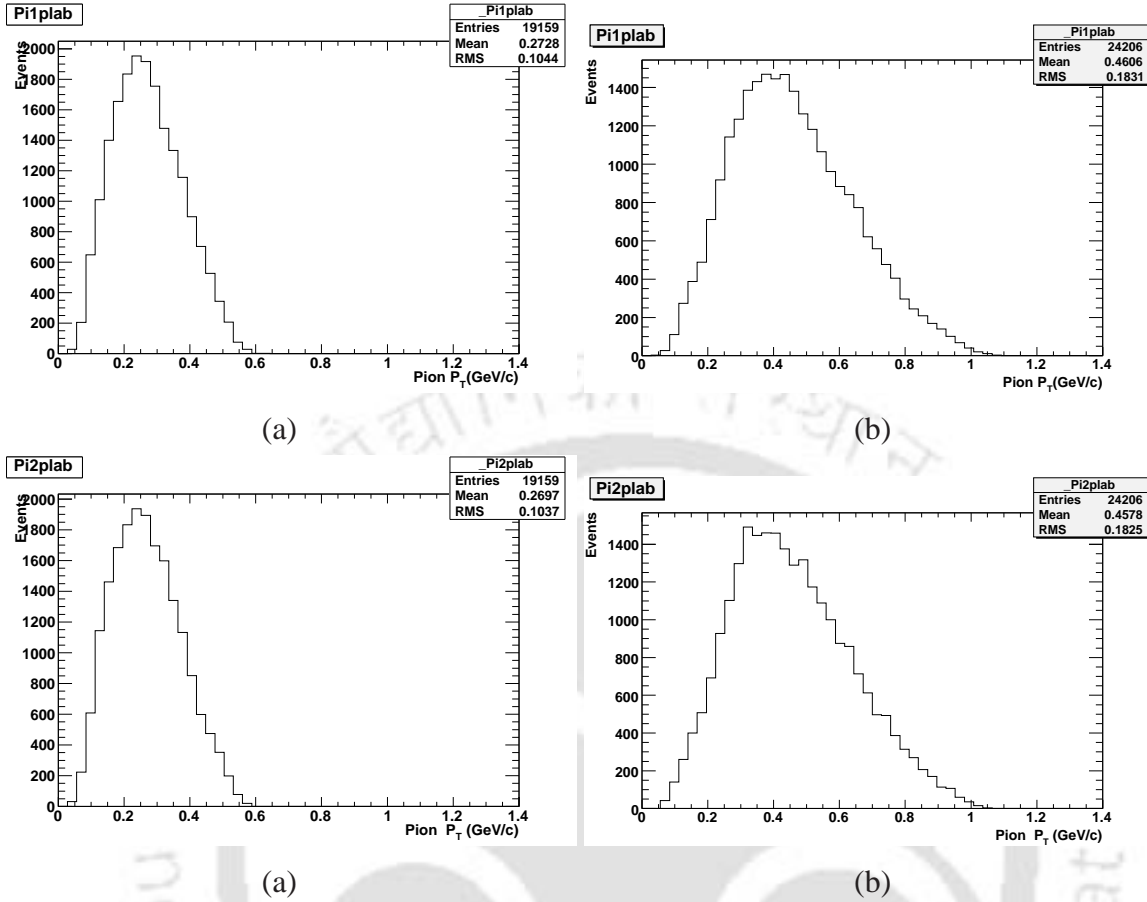 Pi1plab
_Pi1plab
Entries 19159
Mean 0.2728
RMS 0.1044
Events
2000
1800
1600
1400
1200
1000
800
600
400
200
0
0 0.2 0.4 0.6 0.8 1 1.2 1.4
Pion P_T(GeV/c)
(a)
Pi1plab
_Pi1plab
Entries 24206
Mean 0.4606
RMS 0.1831
Events
1400
1200
1000
800
600
400
200
0
0 0.2 0.4 0.6 0.8 1 1.2 1.4
Pion P_T(GeV/c)
(b)
Pi2plab
_Pi2plab
Entries 19159
Mean 0.2697
RMS 0.1037
Events
2000
1800
1600
1400
1200
1000
800
600
400
200
0
0 0.2 0.4 0.6 0.8 1 1.2 1.4
Pion P_T (GeV/c)
(a)
Pi2plab
_Pi2plab
Entries 24206
Mean 0.4578
RMS 0.1825
Events
1400
1200
1000
800
600
400
200
0
0 0.2 0.4 0.6 0.8 1 1.2 1.4
Pion P_T (GeV/c)
(b)